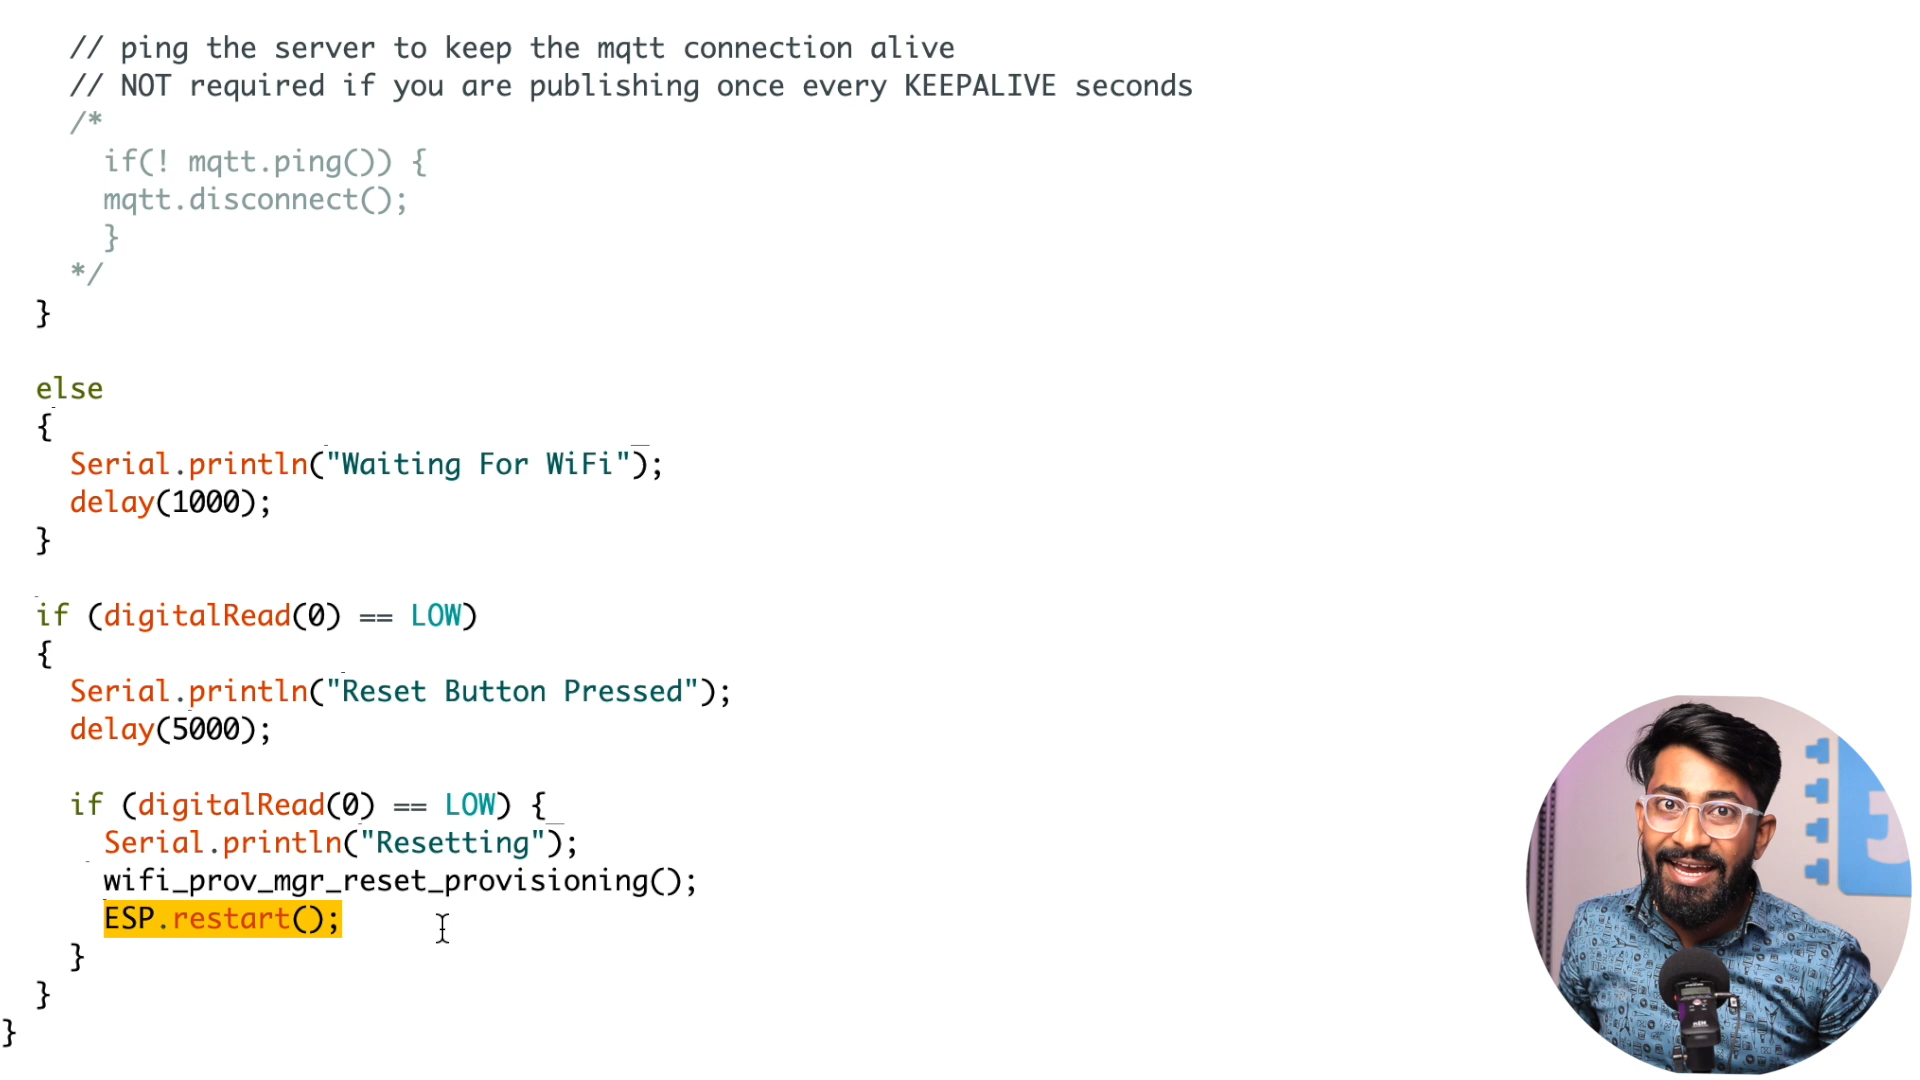 // ping the server to keep the mqtt connection alive
// NOT required if you are publishing once every KEEPALIVE seconds
/*
if(! mqtt.ping()) {
mqtt.disconnect();
}
*/
}
else
{
Serial.println("Waiting For WiFi");
delay(1000);
}
if (digitalRead(0) == LOW)
{
Serial.println("Reset Button Pressed");
delay(5000);
if (digitalRead(0) == LOW) {
Serial.println("Resetting");
wifi_prov_mgr_reset_provisioning();
ESP.restart();
}
}
}